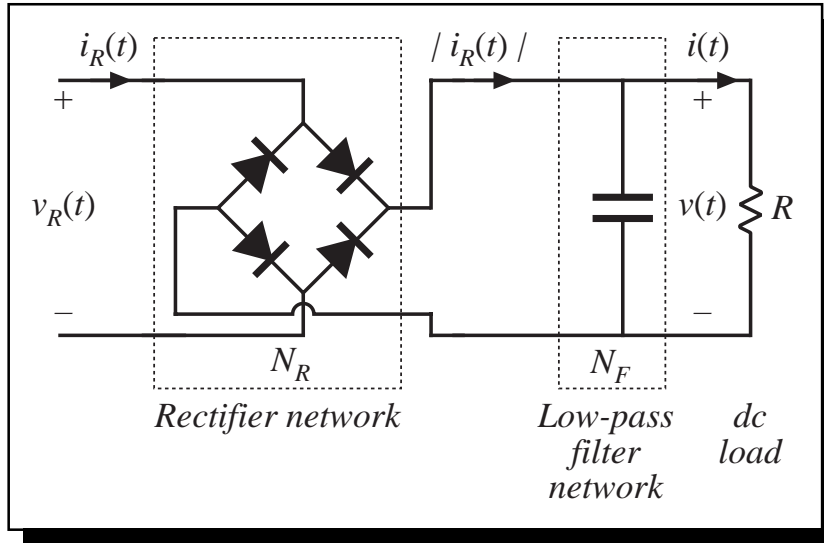 i_R(t)
| i_R(t) |
i(t)
+
+
v_R(t)
v(t)
R
–
–
N_R
N_F
Rectifier network
Low-pass
filter
network
dc
load